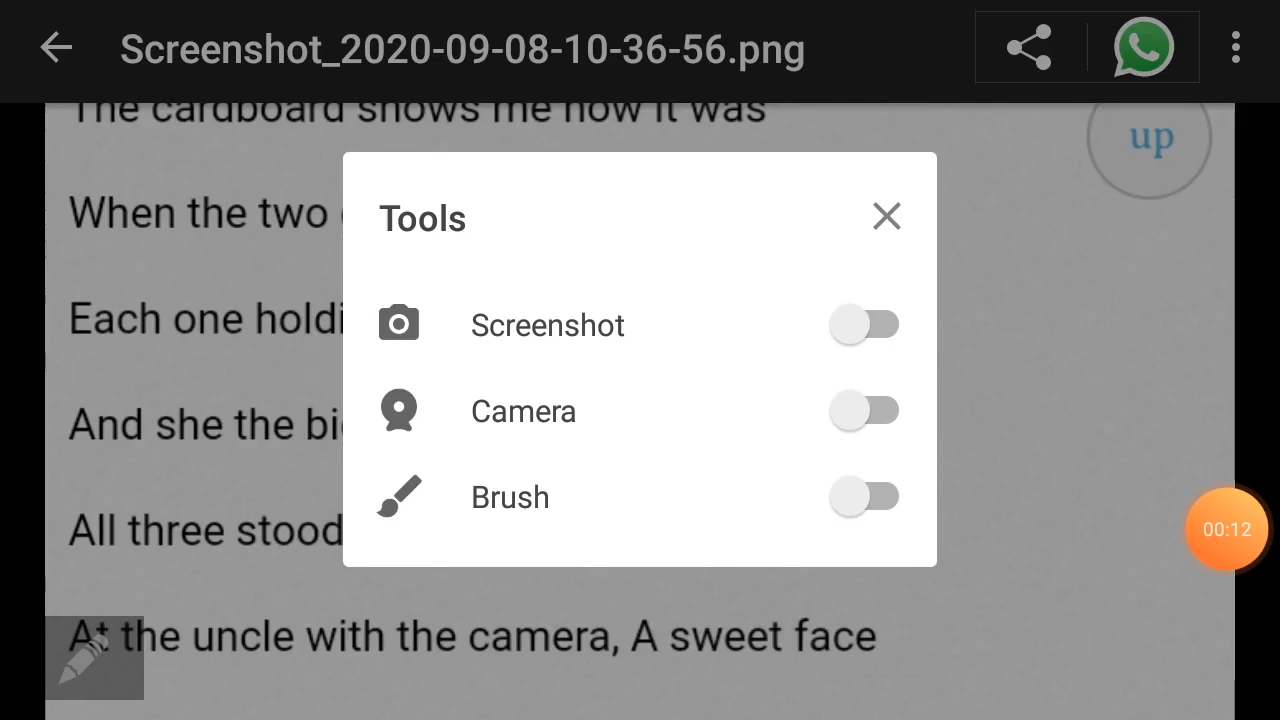 Screenshot_2020-09-08-10-36-56.png
The cardboard shows me how it was
up
When the two
Tools
Each one holdi
Screenshot
And she the bi
Camera
All three stood
Brush
00:12
At the uncle with the camera, A sweet face